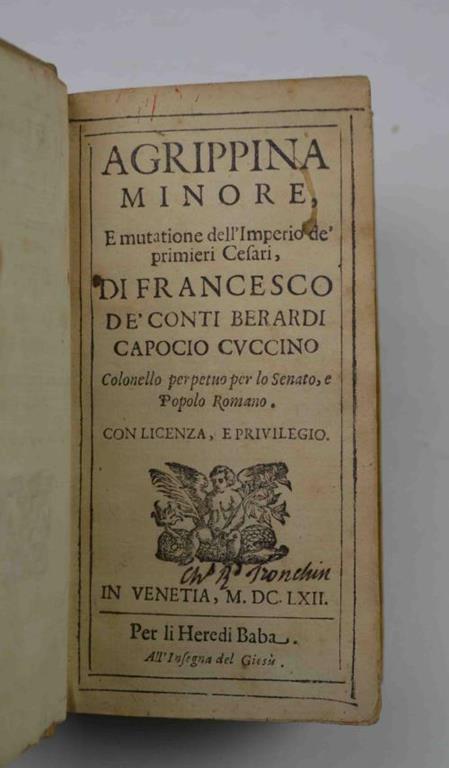 AGRIPPINA
MINORE,
E mutatione dell'Imperio de'
primieri Ceſari,
DI FRANCESCO
DE' CONTI BERARDI
CAPOCIO CVCCINO
Colonello perpetuo per lo Senato, e
Popolo Romano.
CON LICENZA, E PRIVILEGIO.
Tronchin
IN VENETIA, M. DC. LXII.
Per li Heredi Baba.
All'Inſegna del Giesù.